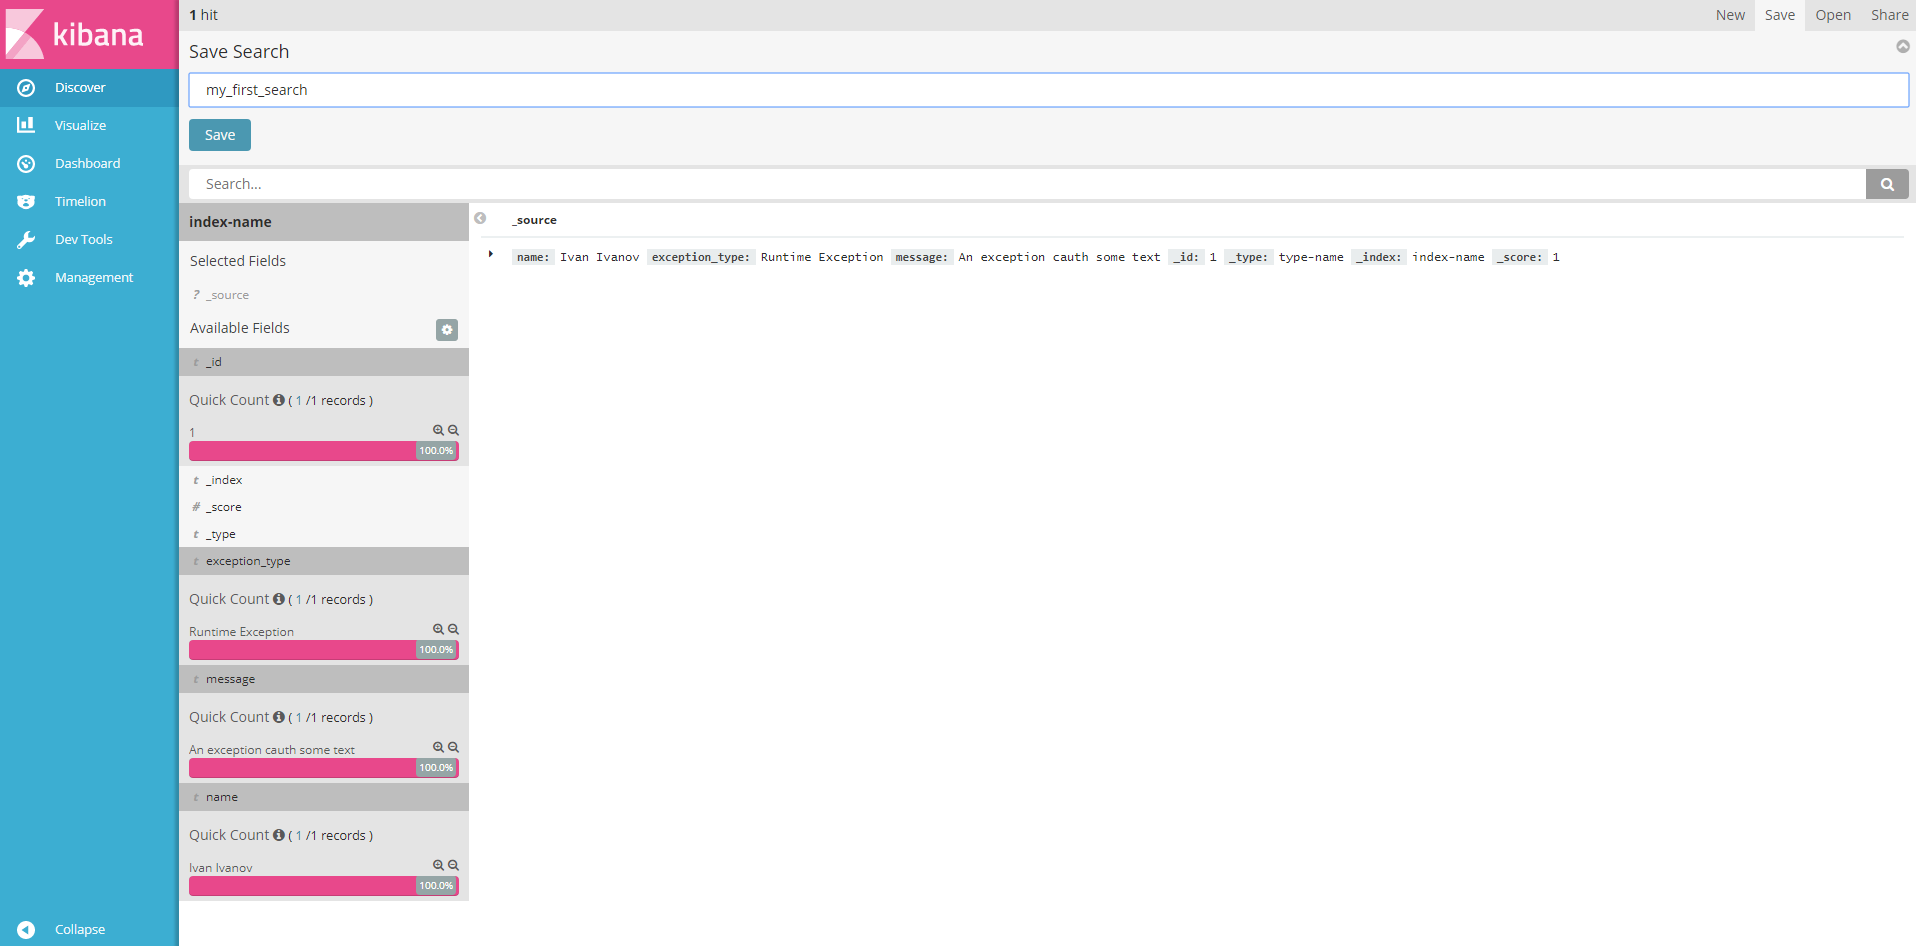 kibana
Discover
Visualize
Dashboard
Timelion
Dev Tools
Management
Collapse
1 hit
New Save Open Share
Save Search
my_first_search
Save
Search...
index-name
Selected Fields
? _source
Available Fields
t _id
Quick Count ( 1 /1 records )
1
100.0%
t _index
# _score
t _type
t exception_type
Quick Count ( 1 /1 records )
Runtime Exception
100.0%
t message
Quick Count ( 1 /1 records )
An exception cauth some text
100.0%
t name
Quick Count ( 1 /1 records )
Ivan Ivanov
100.0%
_source
name: Ivan Ivanov exception_type: Runtime Exception message: An exception cauth some text _id: 1 _type: type-name _index: index-name _score: 1